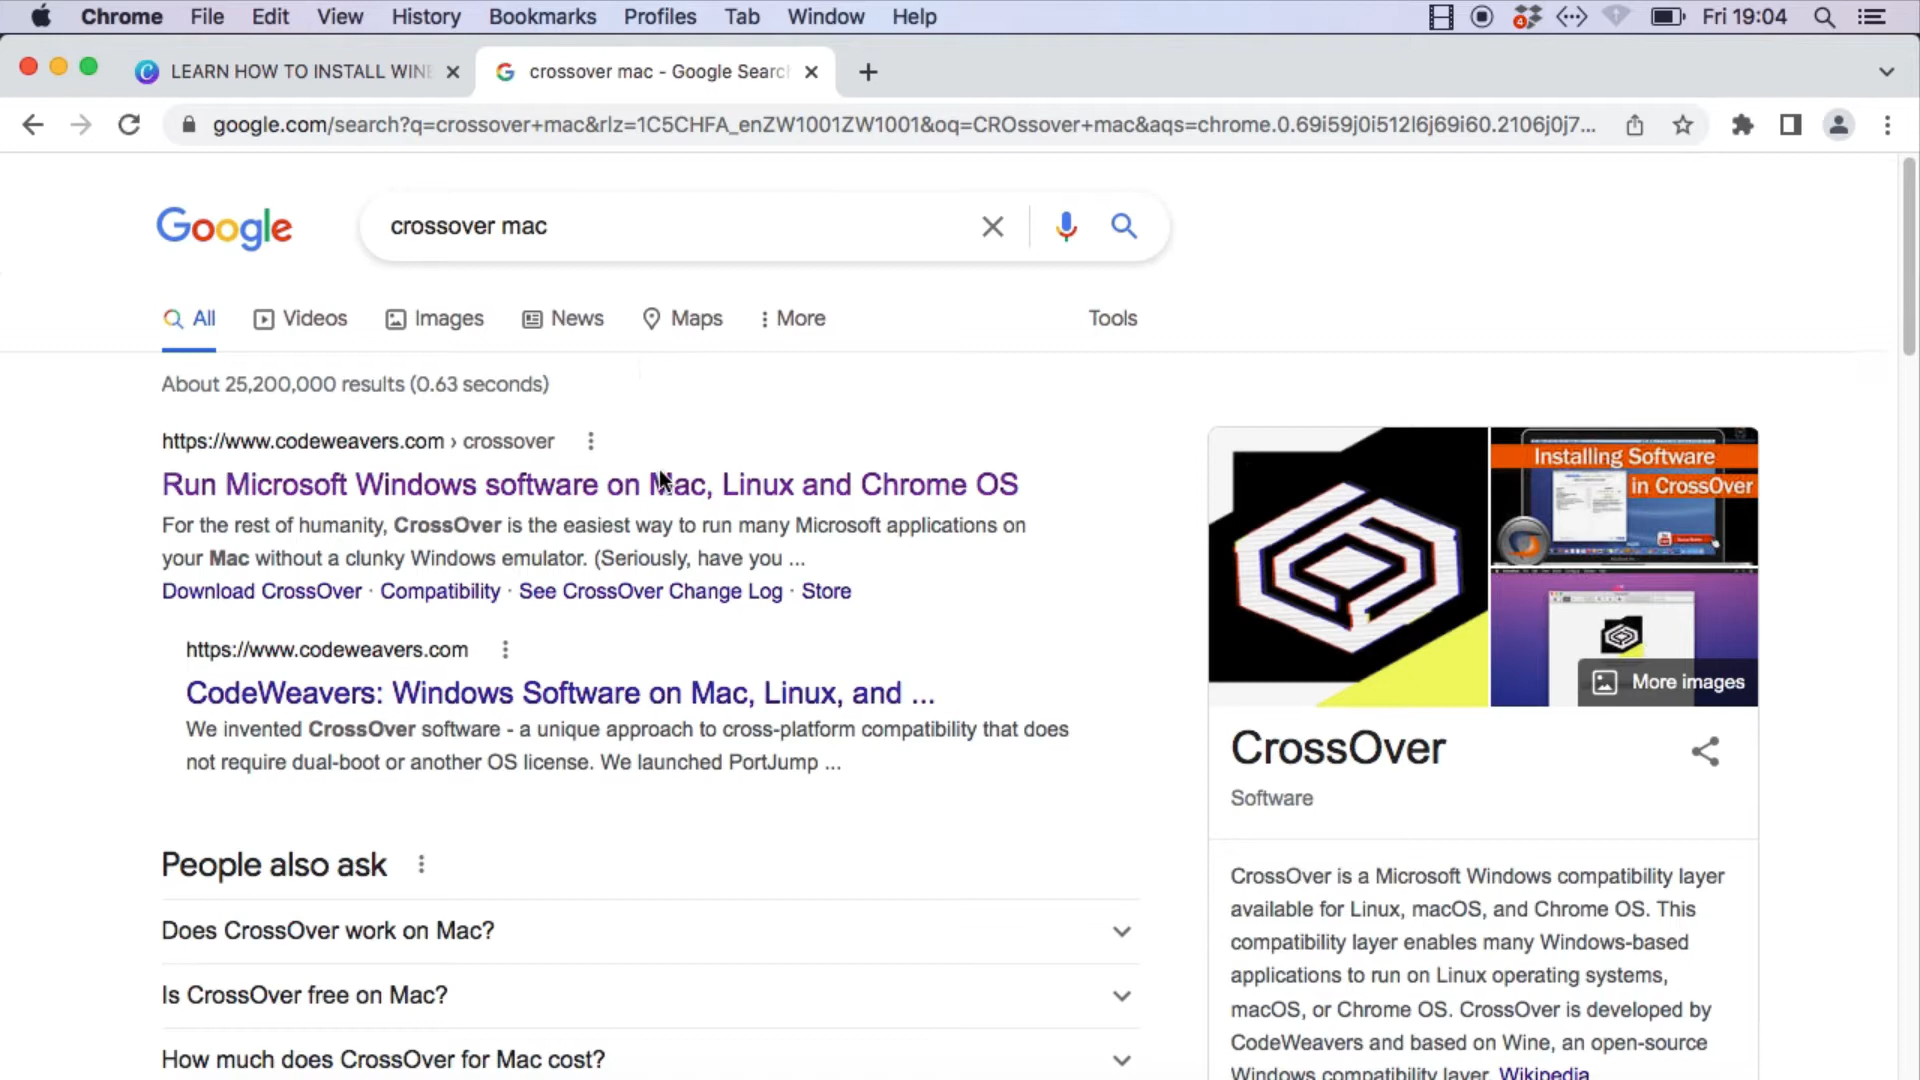 Chrome File Edit View History Bookmarks Profiles Tab Window Help
4
Fri 19:04
LEARN HOW TO INSTALL WINE
crossover mac - Google Search
google.com/search?q=crossover+mac&rlz=1C5CHFA_enZW1001ZW1001&oq=CROssover+mac&aqs=chrome.0.69i59j0i512l6j69i60.2106j0j7...
Google
crossover mac
All Videos Images News Maps More Tools
About 25,200,000 results (0.63 seconds)
https://www.codeweavers.com › crossover
Run Microsoft Windows software on Mac, Linux and Chrome OS
For the rest of humanity, CrossOver is the easiest way to run many Microsoft applications on
your Mac without a clunky Windows emulator. (Seriously, have you ...
Download CrossOver · Compatibility · See CrossOver Change Log · Store
https://www.codeweavers.com
CodeWeavers: Windows Software on Mac, Linux, and ...
We invented CrossOver software - a unique approach to cross-platform compatibility that does
not require dual-boot or another OS license. We launched PortJump ...
People also ask
Does CrossOver work on Mac?
Is CrossOver free on Mac?
How much does CrossOver for Mac cost?
Installing Software
in CrossOver
More images
CrossOver
Software
CrossOver is a Microsoft Windows compatibility layer
available for Linux, macOS, and Chrome OS. This
compatibility layer enables many Windows-based
applications to run on Linux operating systems,
macOS, or Chrome OS. CrossOver is developed by
CodeWeavers and based on Wine, an open-source
Windows compatibility layer. Wikipedia